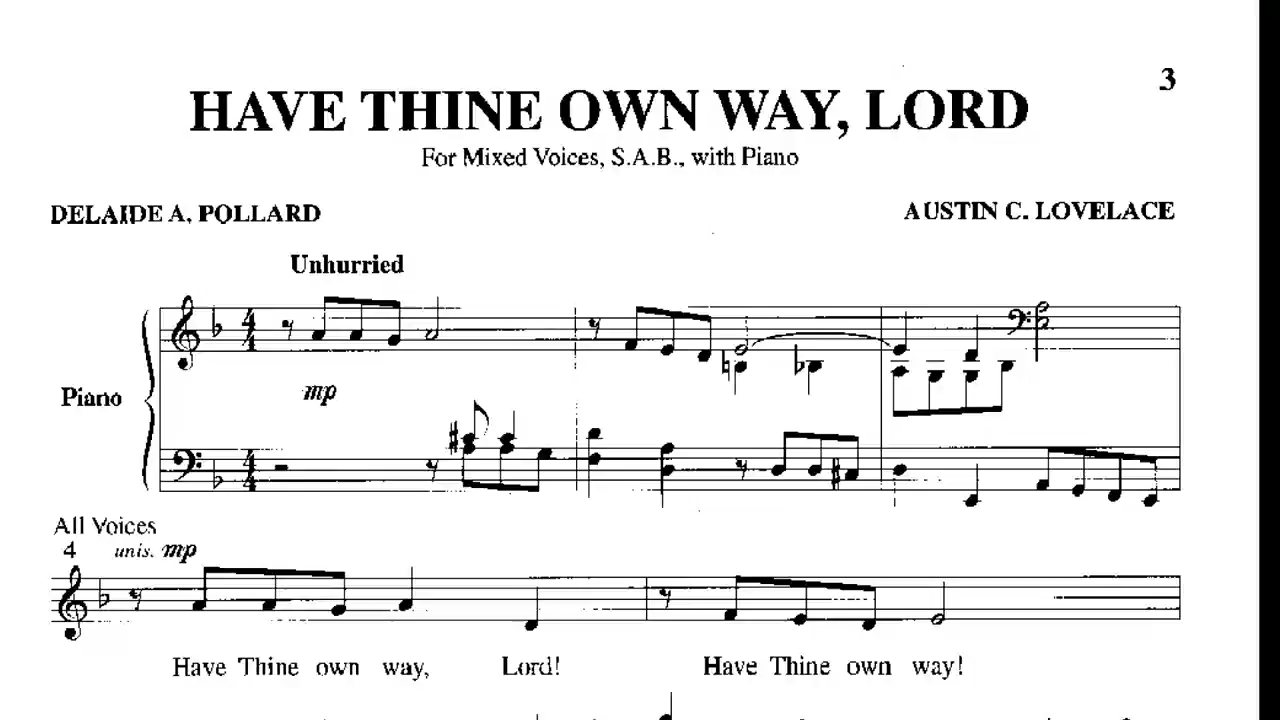 3
HAVE THINE OWN WAY, LORD
For Mixed Voices, S.A.B., with Piano
DELAIDE A. POLLARD
AUSTIN C. LOVELACE
Unhurried
Piano
mp
All Voices
4 unis. mp
Have Thine own way, Lord! Have Thine own way!